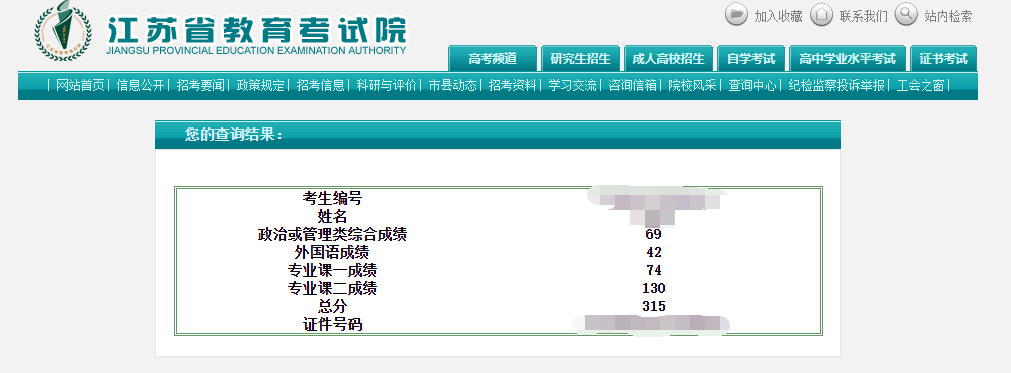 加入收藏 联系我们 站内检索
江苏省教育考试院
JIANGSU PROVINCIAL EDUCATION EXAMINATION AUTHORITY
高考频道 研究生招生 成人高校招生 自学考试 高中学业水平考试 证书考试
| 网站首页 | 信息公开 | 招考要闻 | 政策规定 | 招考信息 | 科研与评价 | 市县动态 | 招考资料 | 学习交流 | 咨询信箱 | 院校风采 | 查询中心 | 纪检监察投诉举报 | 工会之窗 |
您的查询结果：
考生编号
姓名
政治或管理类综合成绩 69
外国语成绩 42
专业课一成绩 74
专业课二成绩 130
总分 315
证件号码